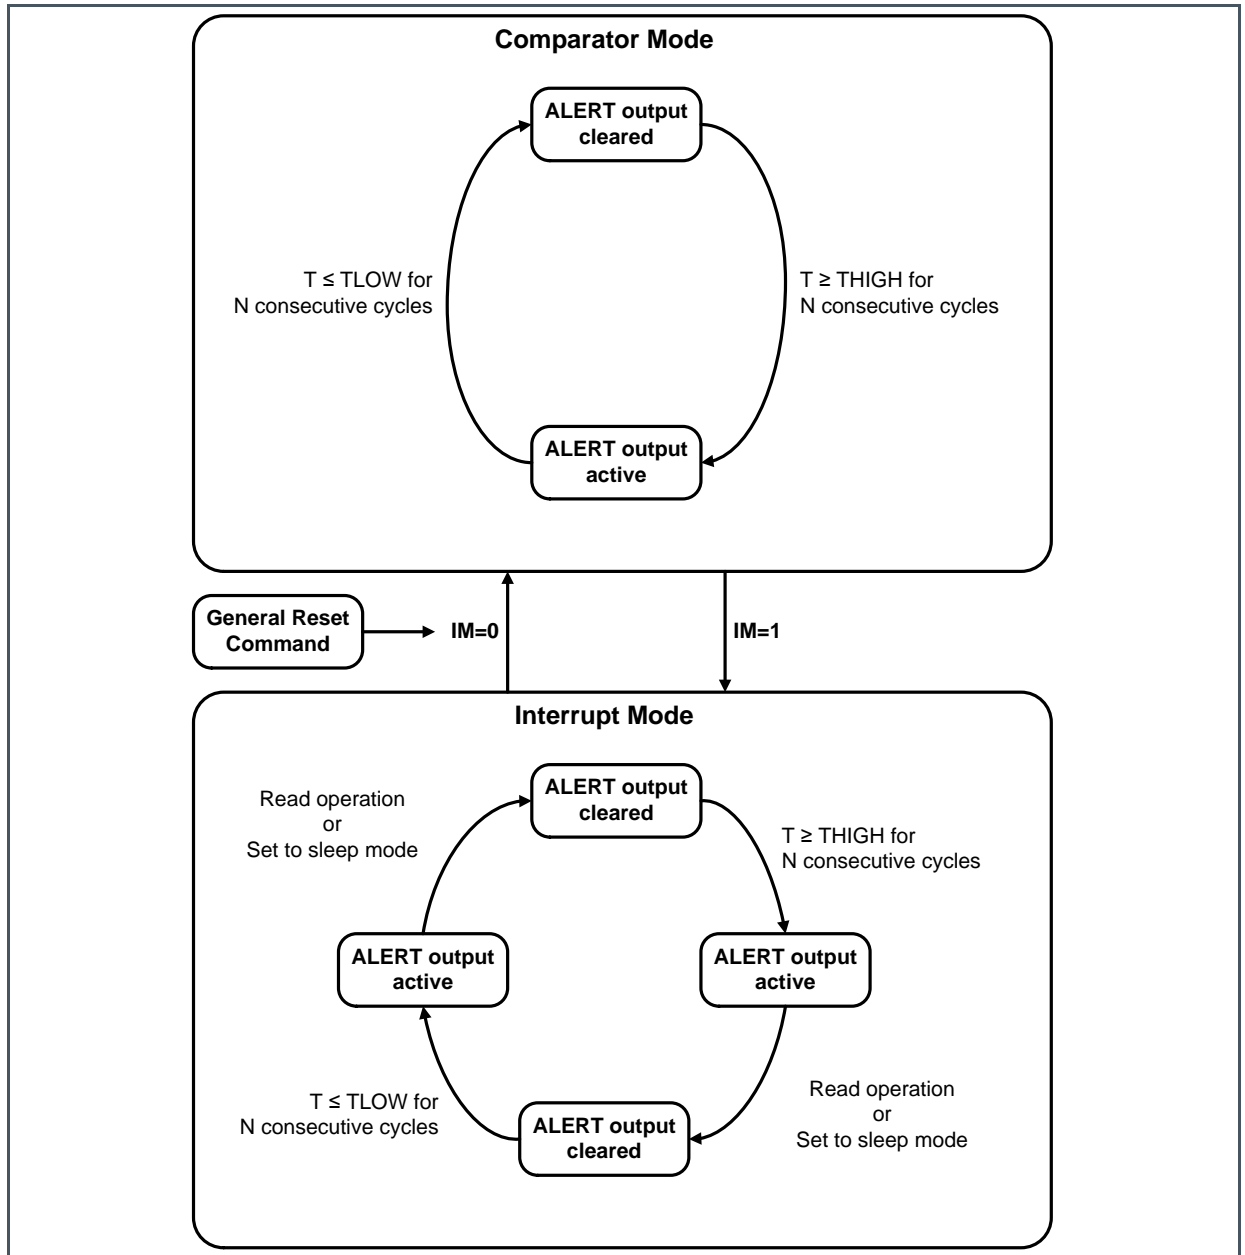 Comparator Mode
ALERT output
cleared
T ≤ TLOW for
N consecutive cycles
T ≥ THIGH for
N consecutive cycles
ALERT output
active
General Reset
Command
IM=0
IM=1
Interrupt Mode
ALERT output
cleared
Read operation
or
Set to sleep mode
T ≥ THIGH for
N consecutive cycles
ALERT output
active
ALERT output
active
T ≤ TLOW for
N consecutive cycles
Read operation
or
Set to sleep mode
ALERT output
cleared